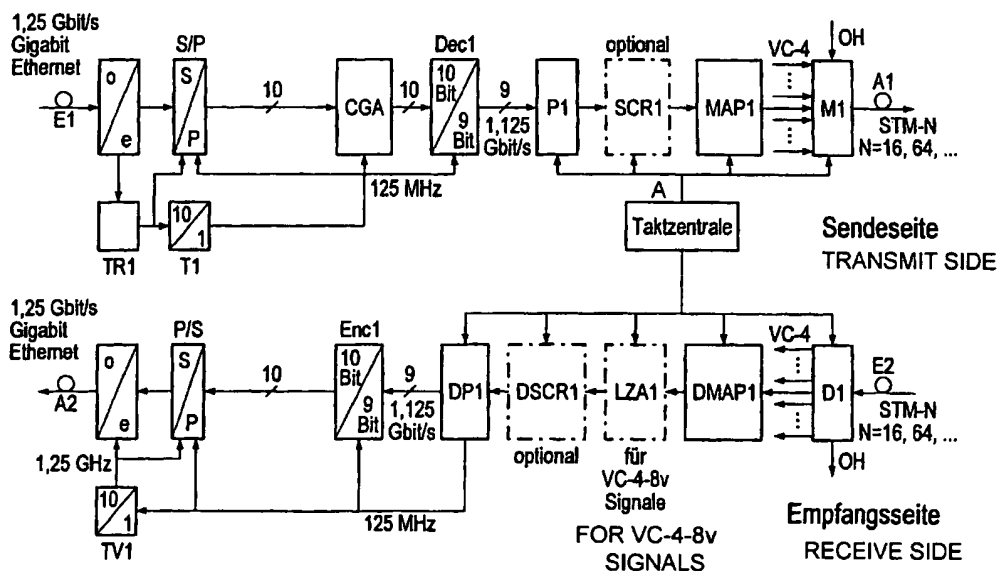 1,25 Gbit/s
Gigabit
Ethernet
E1
o
e
S/P
S
P
10
CGA
10
Dec1
10
Bit
9
Bit
9
1,125
Gbit/s
P1
optional
SCR1
MAP1
VC-4
OH
M1
A1
STM-N
N=16, 64, ...
TR1
10
1
T1
125 MHz
A
Taktzentrale
Sendeseite
TRANSMIT SIDE
1,25 Gbit/s
Gigabit
Ethernet
A2
o
e
P/S
S
P
10
Enc1
10
Bit
9
Bit
9
1,125
Gbit/s
DP1
DSCR1
optional
LZA1
für
VC-4-8v
Signale
FOR VC-4-8v
SIGNALS
DMAP1
VC-4
D1
OH
E2
STM-N
N=16, 64, ...
1,25 GHz
10
1
TV1
125 MHz
Empfangsseite
RECEIVE SIDE